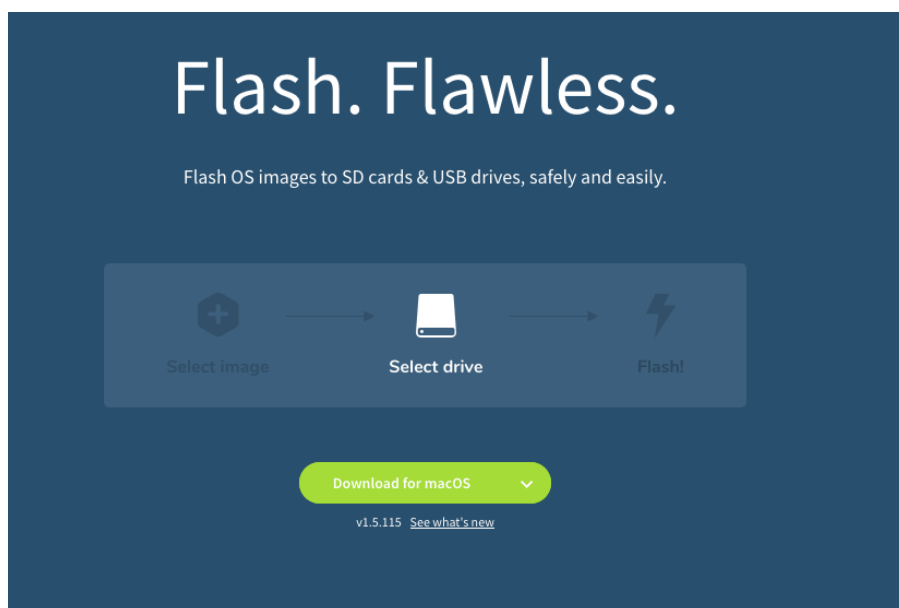 Flash. Flawless.
Flash OS images to SD cards & USB drives, safely and easily.
Select image
Select drive
Flash!
Download for macOS
v1.5.115 See what's new